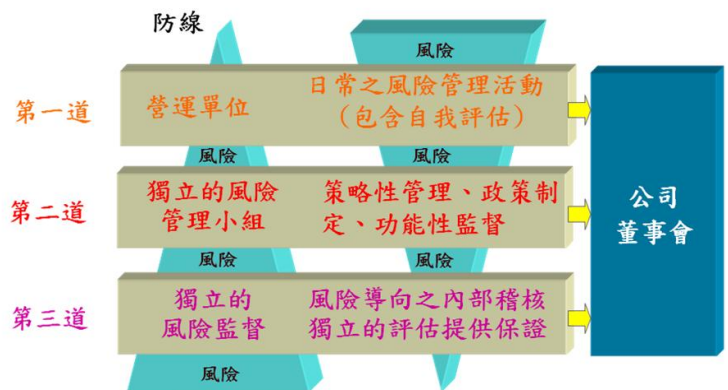 防線
風險
第一道
營運單位
日常之風險管理活動
(包含自我評估)
風險
風險
第二道
獨立的風險
管理小組
策略性管理、政策制
定、功能性監督
風險
風險
第三道
獨立的
風險監督
風險導向之內部稽核
獨立的評估提供保證
風險
公司
董事會